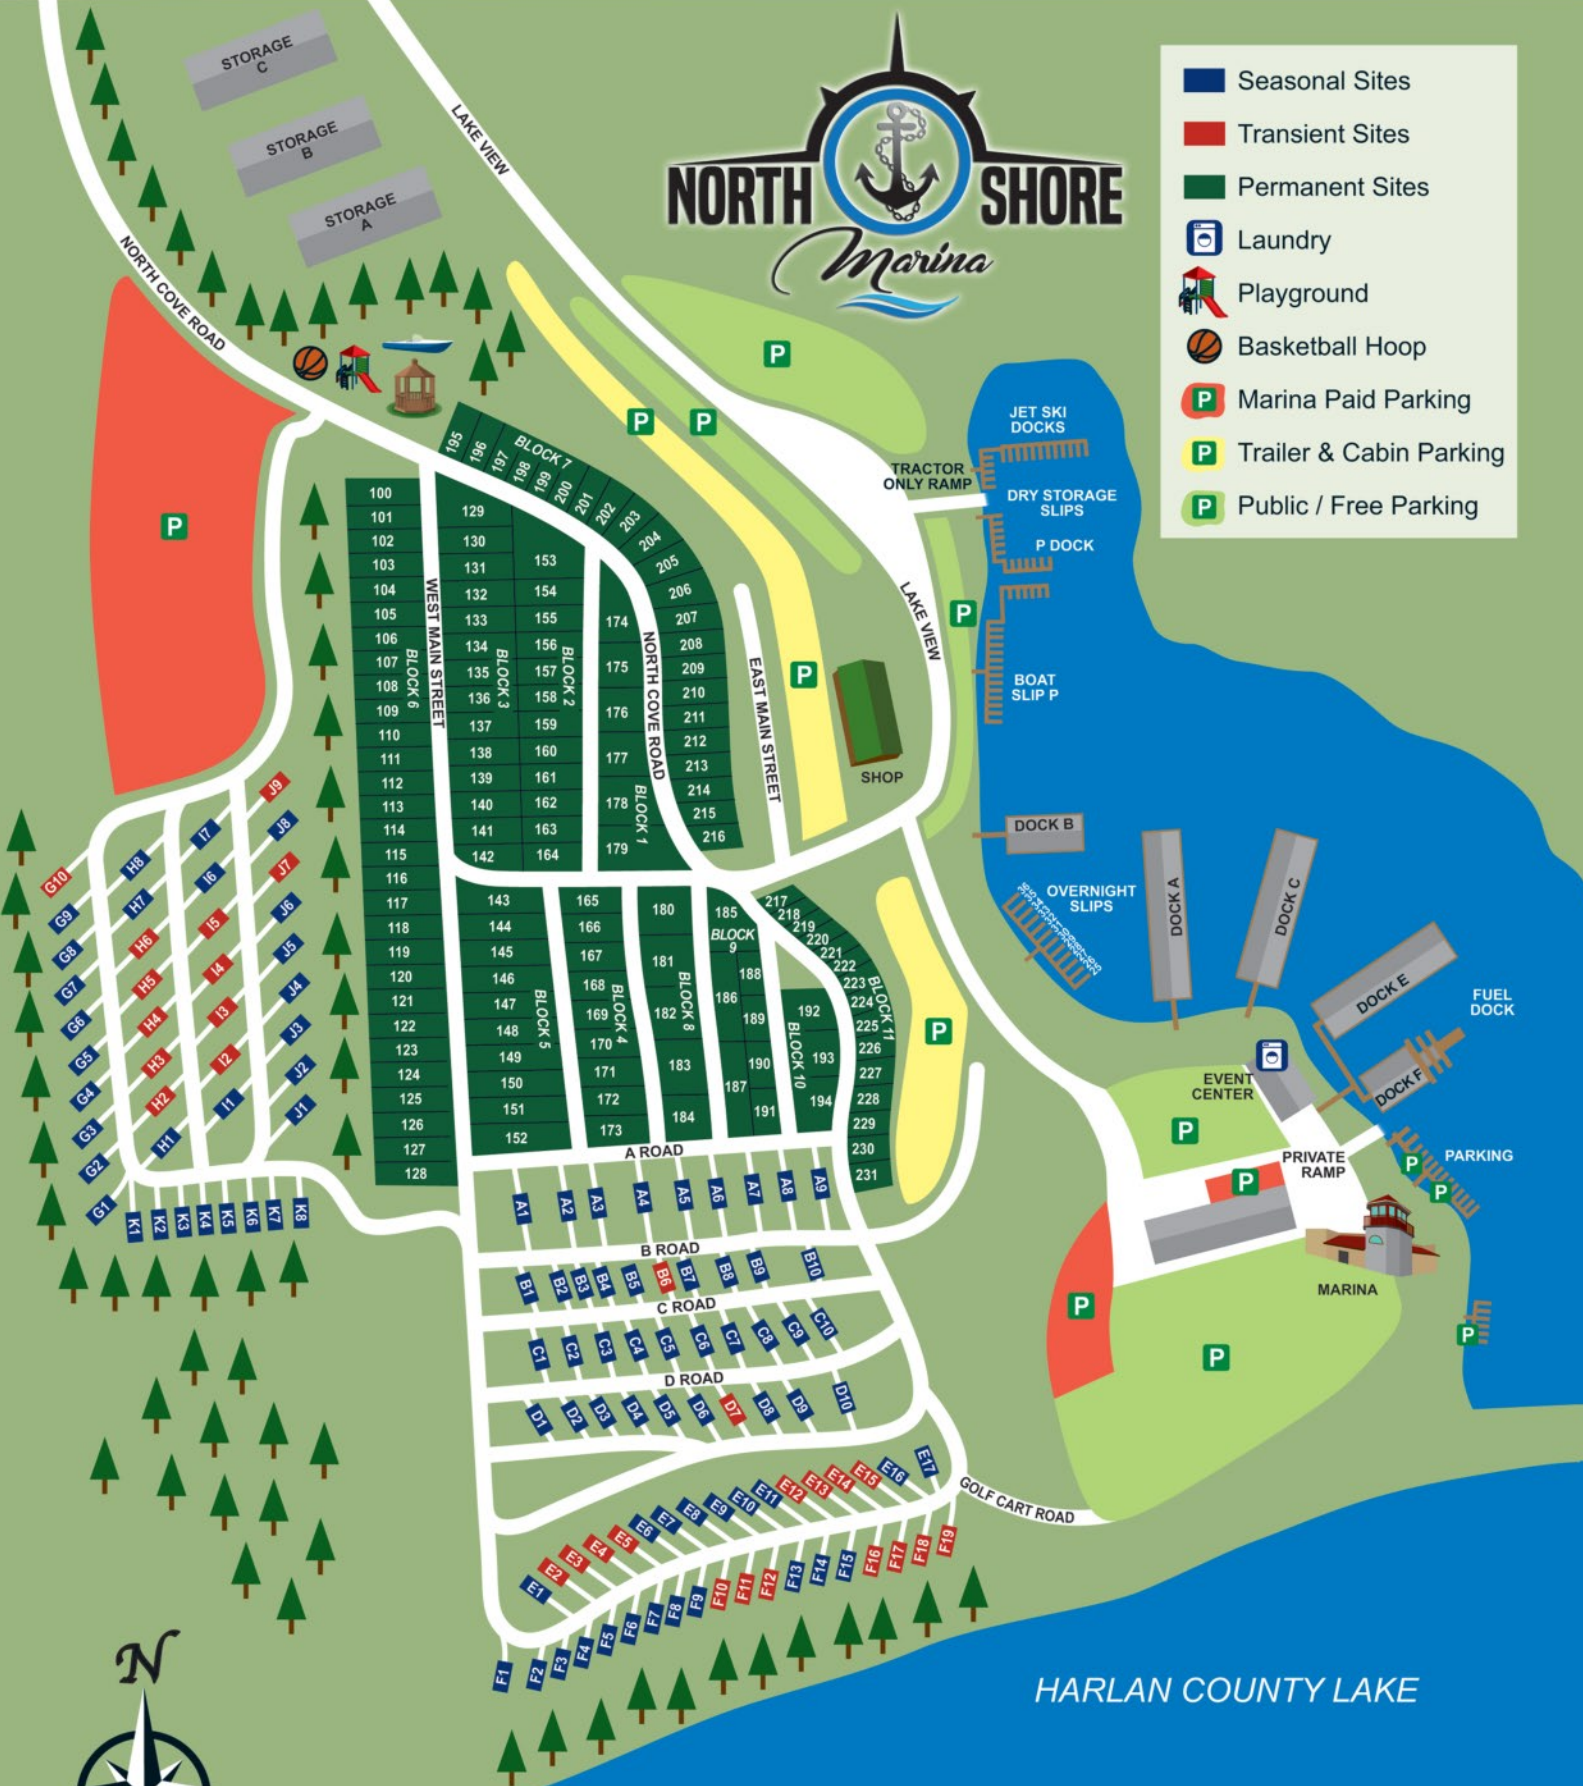 STORAGE
C
STORAGE
B
STORAGE
A
LAKE VIEW
NORTH SHORE
Marina
Seasonal Sites
Transient Sites
Permanent Sites
Laundry
Playground
Basketball Hoop
P Marina Paid Parking
P Trailer & Cabin Parking
P Public / Free Parking
NORTH COVE ROAD
P
P
P
P
JET SKI
DOCKS
TRACTOR
ONLY RAMP
DRY STORAGE
SLIPS
P DOCK
P
LAKE VIEW
BOAT
SLIP P
P
SHOP
EAST MAIN STREET
NORTH COVE ROAD
WEST MAIN STREET
BLOCK 7
195
196
197
198
199
200
201
202
203
204
205
206
207
208
209
210
211
212
213
214
215
216
BLOCK 6
100
101
102
103
104
105
106
107
108
109
110
111
112
113
114
115
116
117
118
119
120
121
122
123
124
125
126
127
128
BLOCK 3
129
130
131
132
133
134
135
136
137
138
139
140
141
142
BLOCK 2
153
154
155
156
157
158
159
160
161
162
163
164
BLOCK 1
174
175
176
177
178
179
BLOCK 5
143
144
145
146
147
148
149
150
151
152
BLOCK 4
165
166
167
168
169
170
171
172
173
BLOCK 8
180
181
182
183
184
BLOCK
9
185
186
187
188
189
190
191
BLOCK 10
192
193
194
BLOCK 11
217
218
219
220
221
222
223
224
225
226
227
228
229
230
231
P
DOCK B
OVERNIGHT
SLIPS
DOCK A
DOCK C
DOCK E
FUEL
DOCK
DOCK F
EVENT
CENTER
P
PRIVATE
RAMP
P
PARKING
P
P
MARINA
P
P
P
J9
J8
J7
J6
J5
J4
J3
J2
J1
I7
I6
I5
I4
I3
I2
I1
H8
H7
H6
H5
H4
H3
H2
H1
G10
G9
G8
G7
G6
G5
G4
G3
G2
G1
K1
K2
K3
K4
K5
K6
K7
K8
A ROAD
A1
A2
A3
A4
A5
A6
A7
A8
A9
B ROAD
B1
B2
B3
B4
B5
B6
B7
B8
B9
B10
C ROAD
C1
C2
C3
C4
C5
C6
C7
C8
C9
C10
D ROAD
D1
D2
D3
D4
D5
D6
D7
D8
D9
D10
E1
E2
E3
E4
E5
E6
E7
E8
E9
E10
E11
E12
E13
E14
E15
E16
E17
GOLF CART ROAD
F1
F2
F3
F4
F5
F6
F7
F8
F9
F10
F11
F12
F13
F14
F15
F16
F17
F18
F19
N
HARLAN COUNTY LAKE